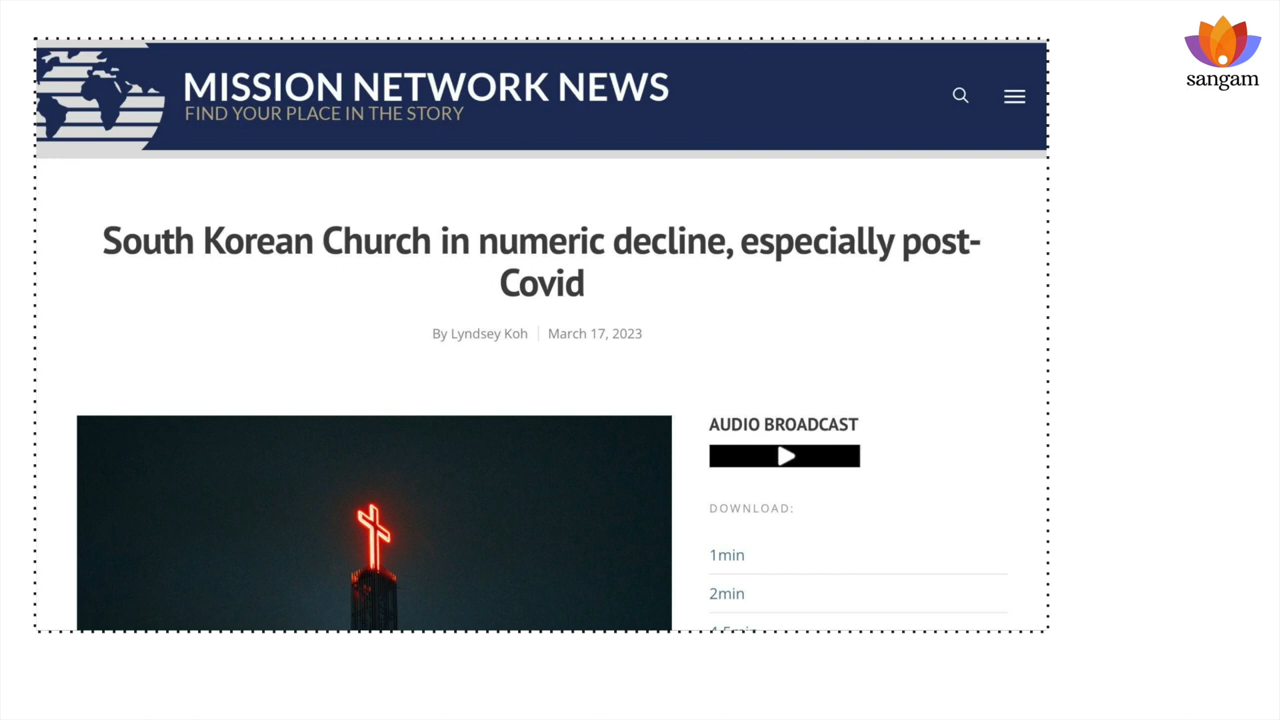 sangam
MISSION NETWORK NEWS
FIND YOUR PLACE IN THE STORY
South Korean Church in numeric decline, especially post-
Covid
By Lyndsey Koh
March 17, 2023
AUDIO BROADCAST
DOWNLOAD:
1min
2min